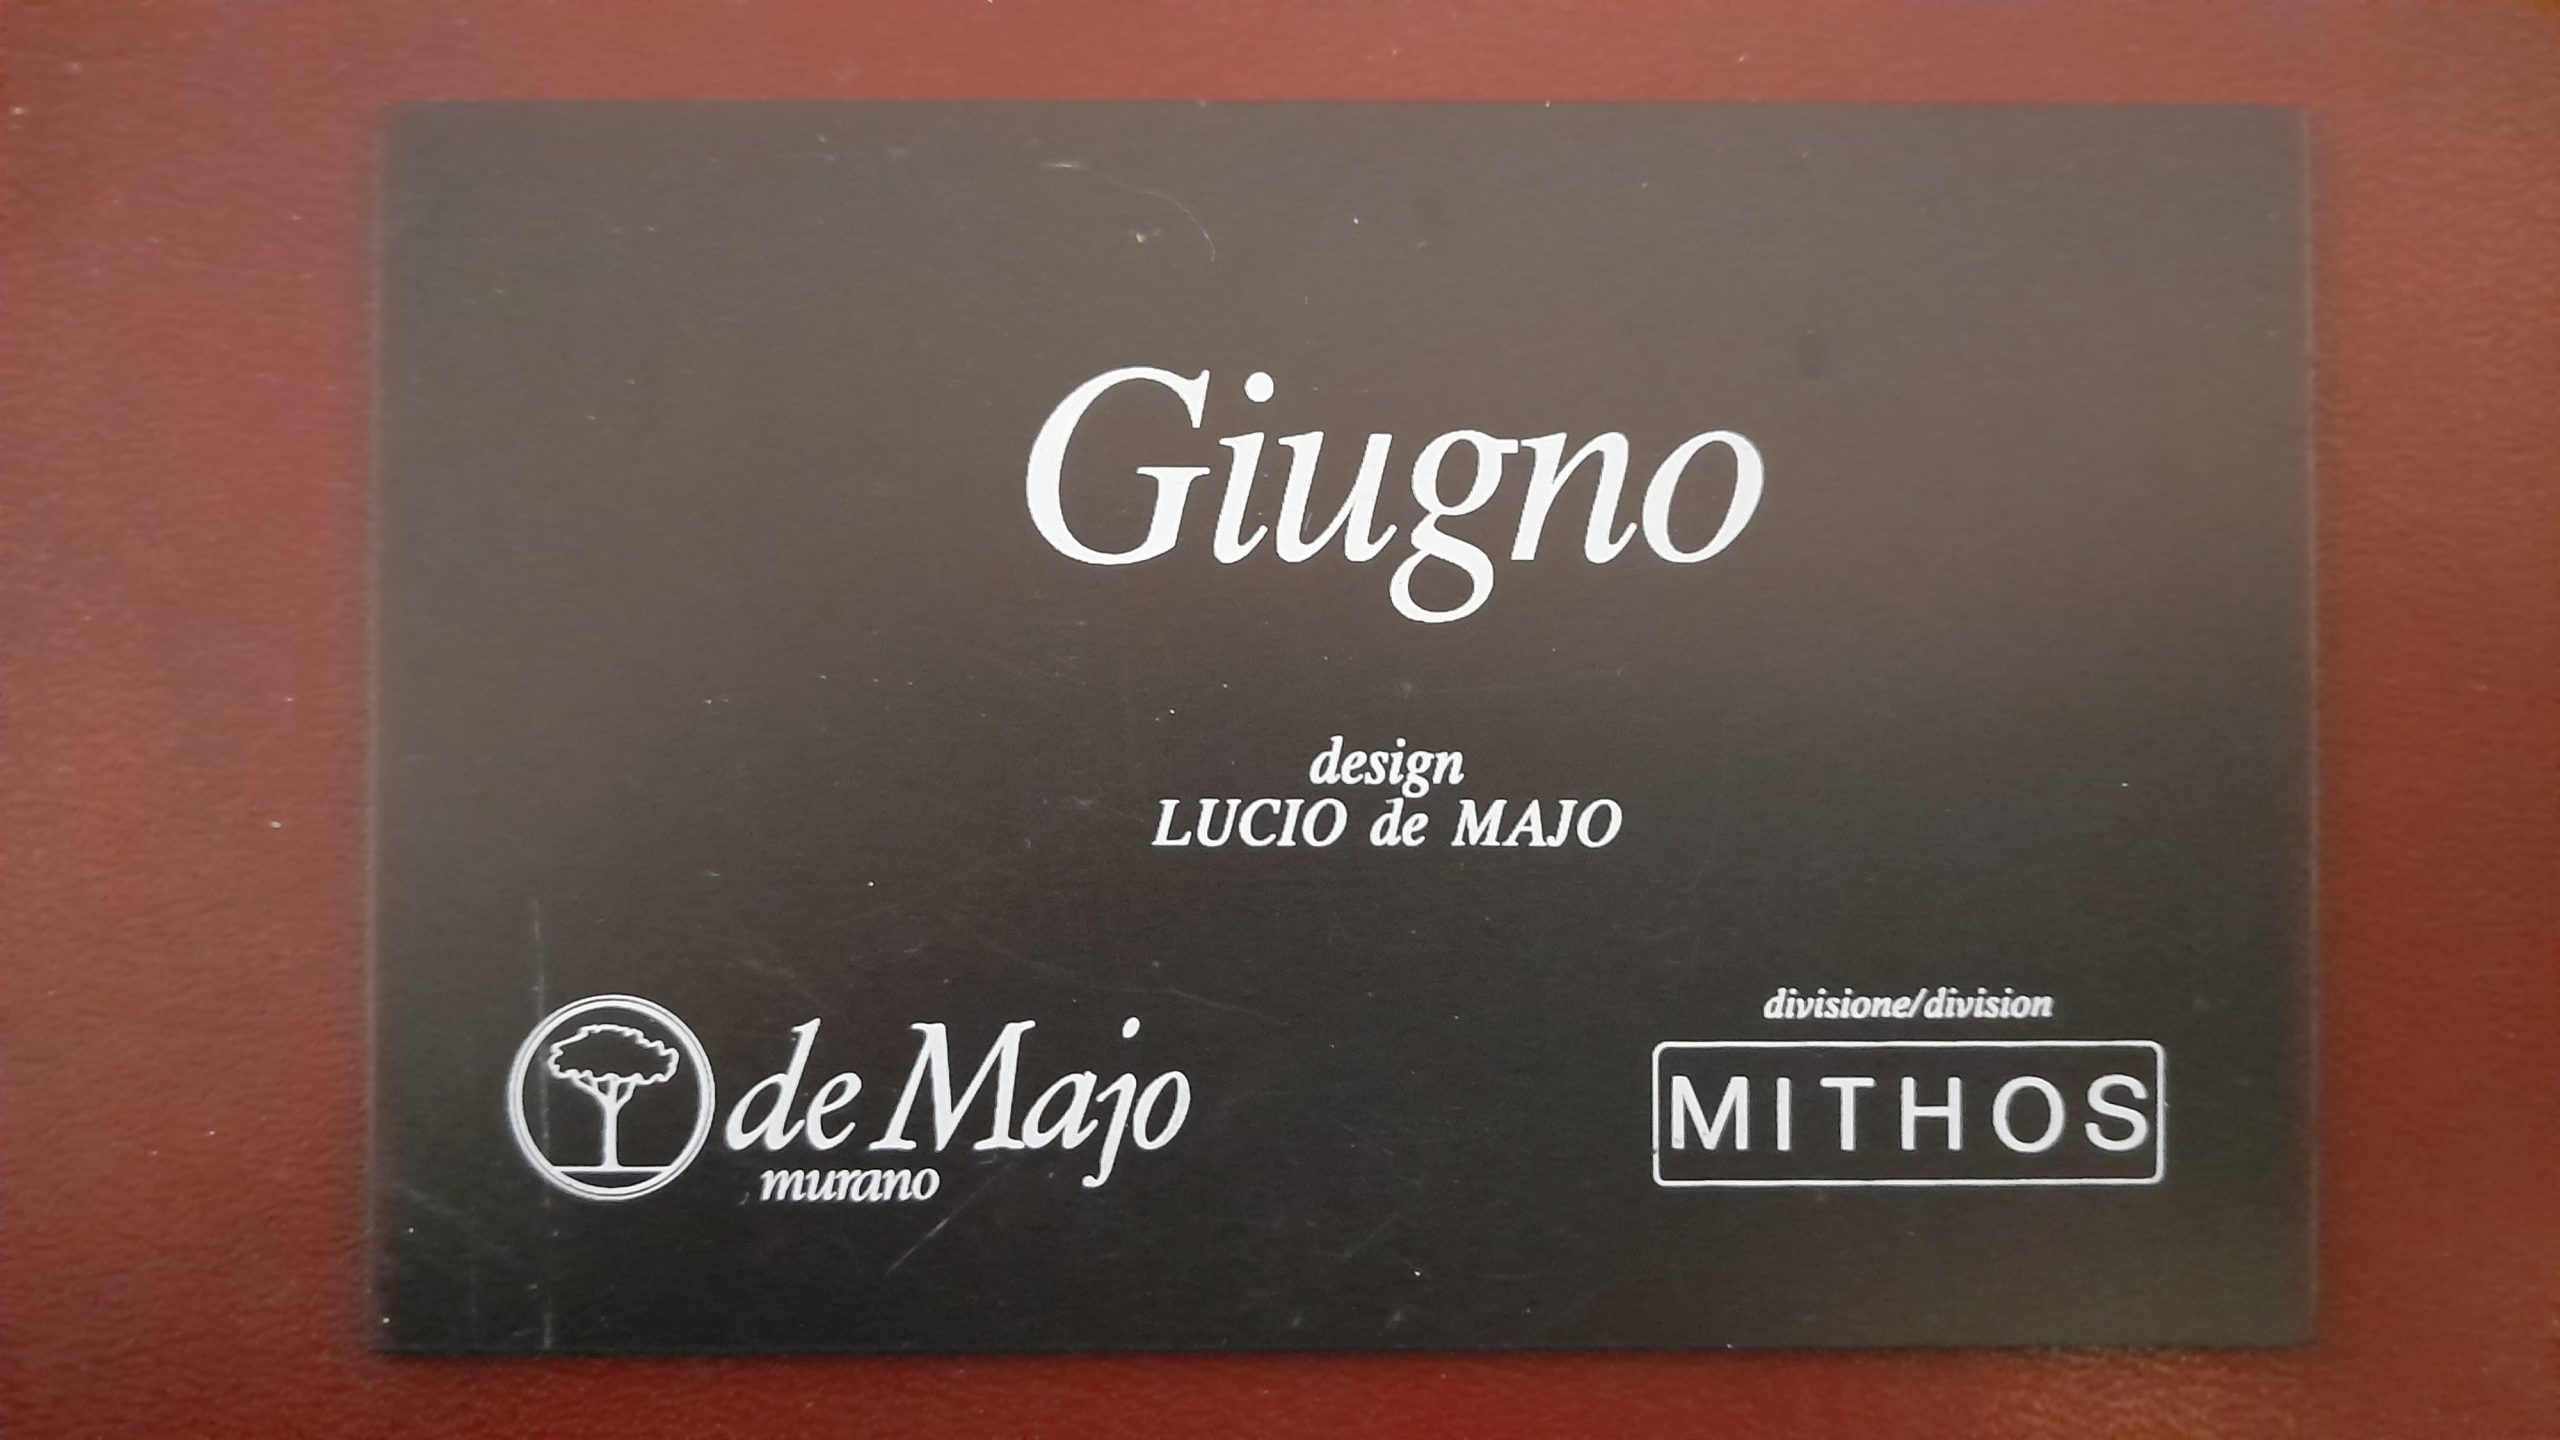 Giugno
design
LUCIO de MAJO
de Majo
murano
divisione/division
MITHOS